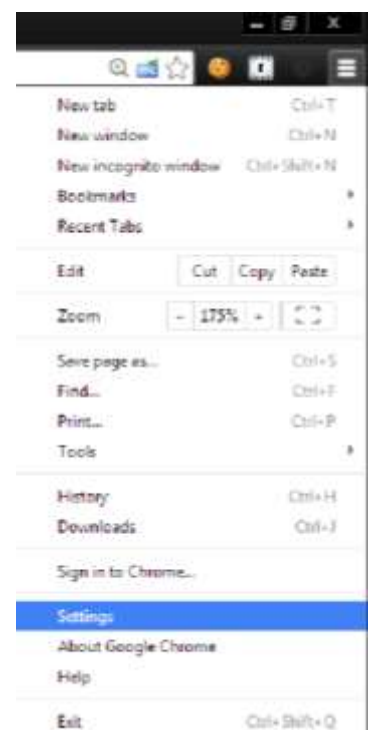 New tab Ctrl+T
New window Ctrl+N
New incognito window Ctrl+Shift+N
Bookmarks
Recent Tabs
Edit Cut Copy Paste
Zoom - 175% +
Save page as... Ctrl+S
Find... Ctrl+F
Print... Ctrl+P
Tools
History Ctrl+H
Downloads Ctrl+J
Sign in to Chrome...
Settings
About Google Chrome
Help
Exit Ctrl+Shift+Q